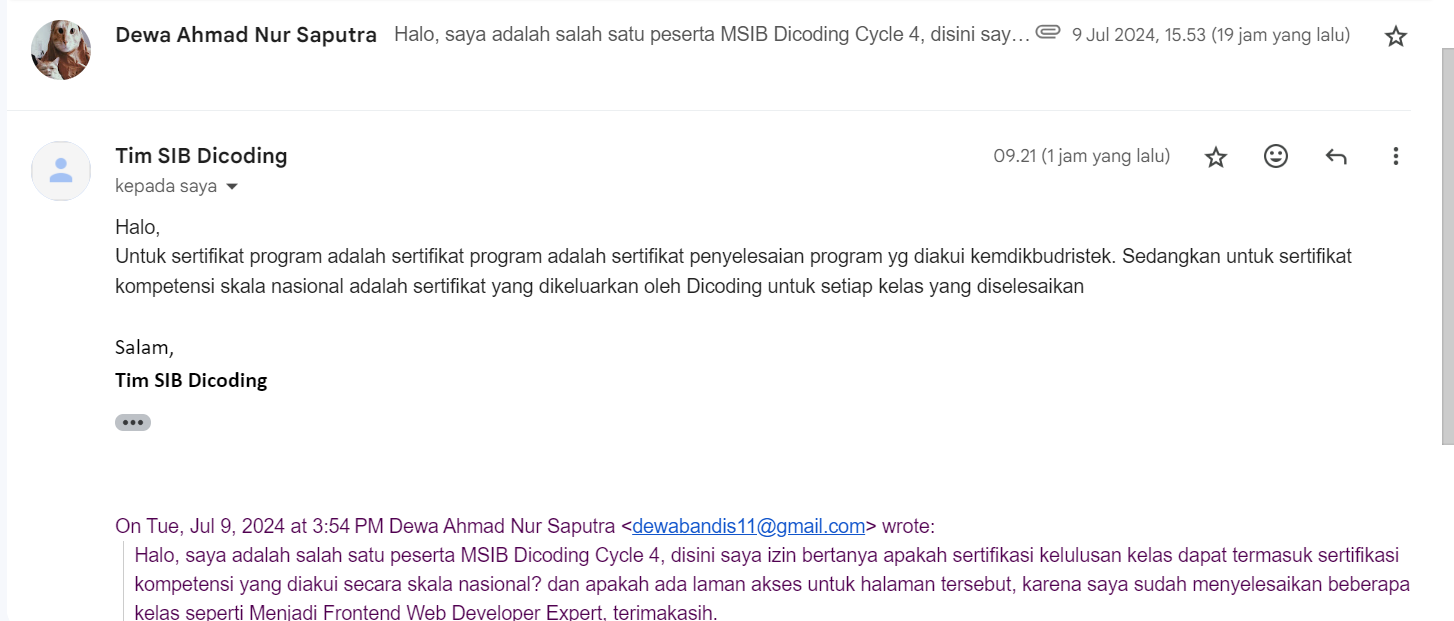 Dewa Ahmad Nur Saputra Halo, saya adalah salah satu peserta MSIB Dicoding Cycle 4, disini say... 9 Jul 2024, 15.53 (19 jam yang lalu)
Tim SIB Dicoding 09.21 (1 jam yang lalu)
kepada saya
Halo,
Untuk sertifikat program adalah sertifikat program adalah sertifikat penyelesaian program yg diakui kemdikbudristek. Sedangkan untuk sertifikat
kompetensi skala nasional adalah sertifikat yang dikeluarkan oleh Dicoding untuk setiap kelas yang diselesaikan
Salam,
Tim SIB Dicoding
On Tue, Jul 9, 2024 at 3:54 PM Dewa Ahmad Nur Saputra <dewabandis11@gmail.com> wrote:
Halo, saya adalah salah satu peserta MSIB Dicoding Cycle 4, disini saya izin bertanya apakah sertifikasi kelulusan kelas dapat termasuk sertifikasi
kompetensi yang diakui secara skala nasional? dan apakah ada laman akses untuk halaman tersebut, karena saya sudah menyelesaikan beberapa
kelas seperti Menjadi Frontend Web Developer Expert, terimakasih.